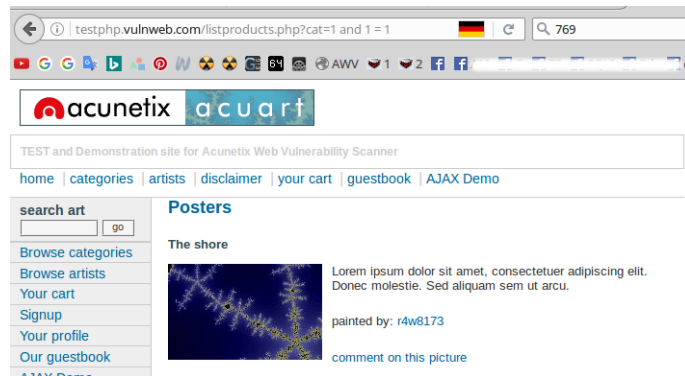 testphp.vulnweb.com/listproducts.php?cat=1 and 1 = 1
769
64 AWV 1 2
acunetix acuart
TEST and Demonstration site for Acunetix Web Vulnerability Scanner
home | categories | artists | disclaimer | your cart | guestbook | AJAX Demo
search art
go
Browse categories
Browse artists
Your cart
Signup
Your profile
Our guestbook
AJAX Demo
Posters
The shore
Lorem ipsum dolor sit amet, consectetuer adipiscing elit.
Donec molestie. Sed aliquam sem ut arcu.
painted by: r4w8173
comment on this picture